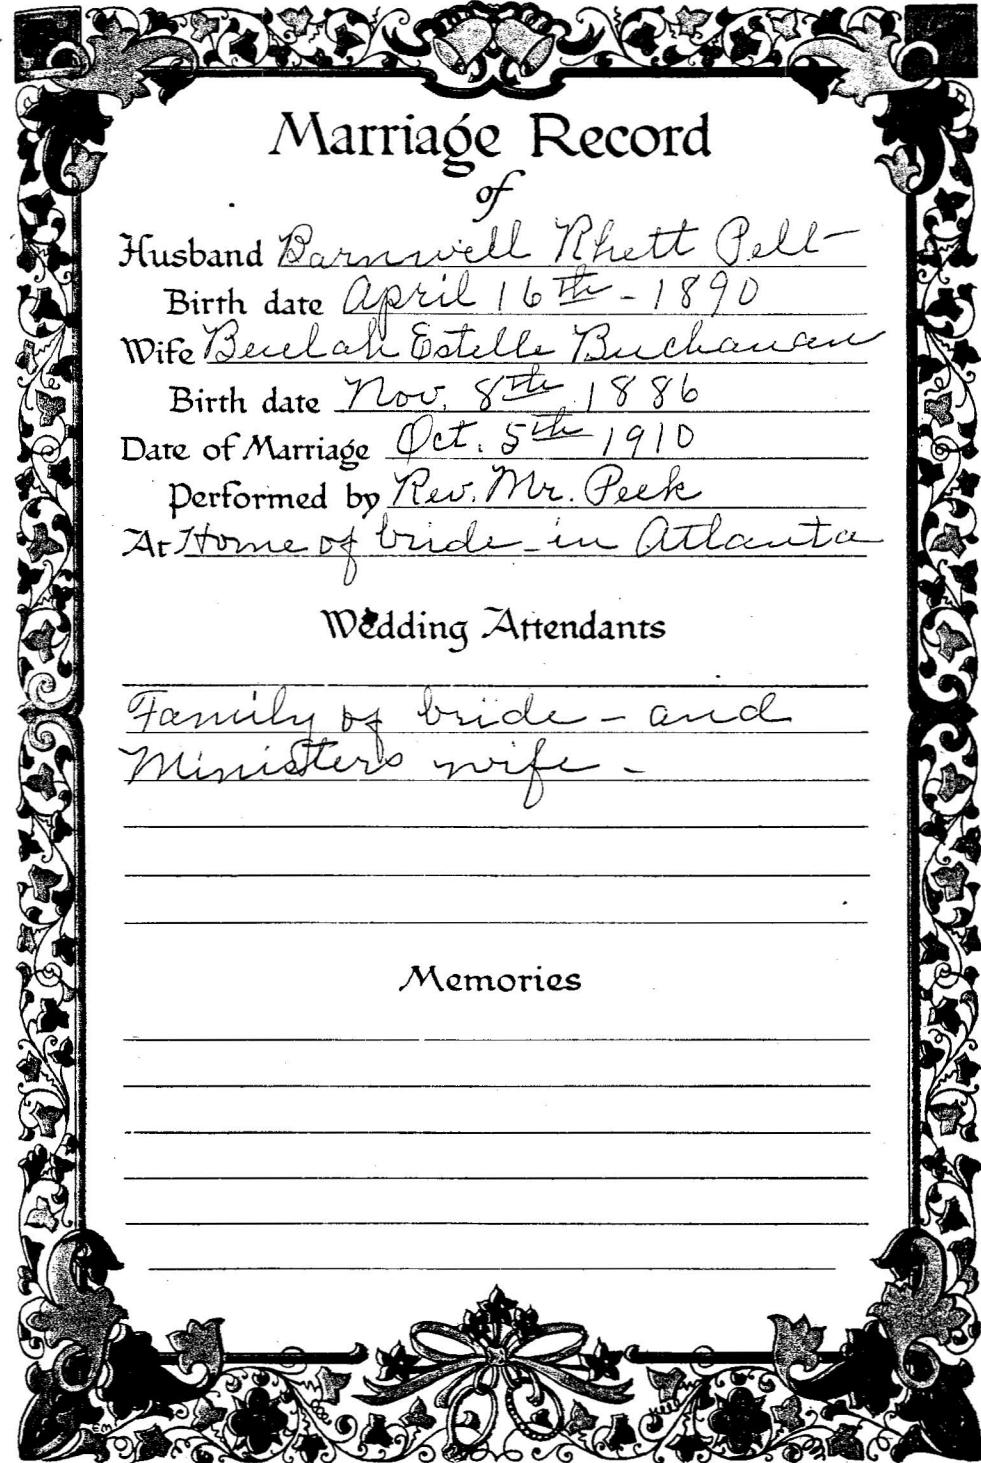 Marriage Record
of
Husband Barnwell Rhett Pelt
Birth date April 16th - 1890
Wife Beulah Estelle Buchanan
Birth date Nov. 8th 1886
Date of Marriage Oct. 5th 1910
Performed by Rev. Mr. Peek
At Home of bride - in Atlanta
Wedding Attendants
Family of bride - and
Ministers wife -
Memories